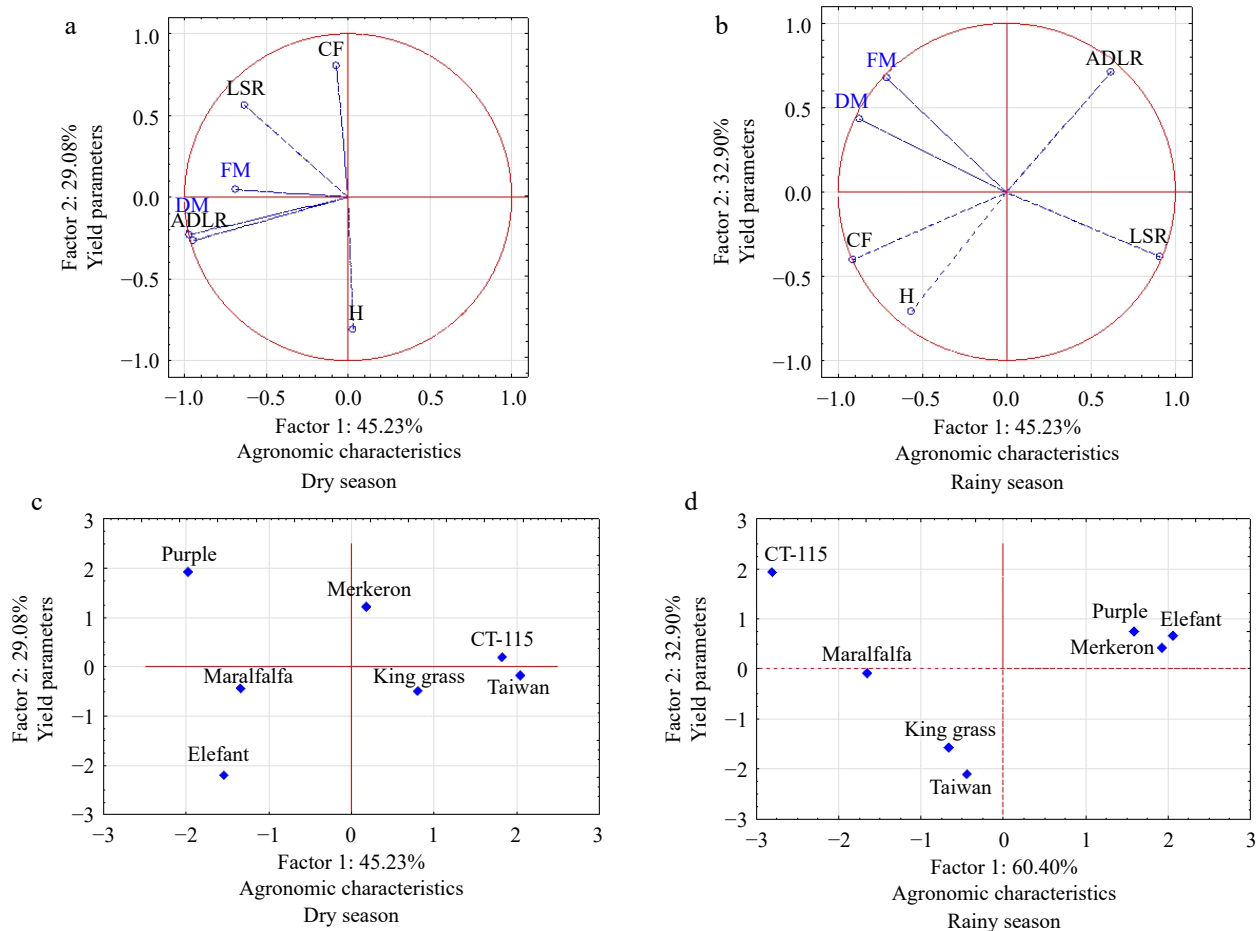 a
1.0
0.5
0.0
−0.5
−1.0
Factor 2: 29.08%
Yield parameters
CF
LSR
FM
DM
ADLR
H
−1.0 −0.5 0.0 0.5 1.0
Factor 1: 45.23%
Agronomic characteristics
Dry season
b
1.0
0.5
0.0
−0.5
−1.0
Factor 2: 32.90%
Yield parameters
FM
ADLR
DM
CF
LSR
H
−1.0 −0.5 0.0 0.5 1.0
Factor 1: 45.23%
Agronomic characteristics
Rainy season
c
3
2
1
0
−1
−2
−3
Factor 2: 29.08%
Yield parameters
Purple
Merkeron
CT-115
Maralfalfa
King grass
Taiwan
Elefant
−3 −2 −1 0 1 2 3
Factor 1: 45.23%
Agronomic characteristics
Dry season
d
3
2
1
0
−1
−2
−3
Factor 2: 32.90%
Yield parameters
CT-115
Purple
Elefant
Merkeron
Maralfalfa
King grass
Taiwan
−3 −2 −1 0 1 2 3
Factor 1: 60.40%
Agronomic characteristics
Rainy season